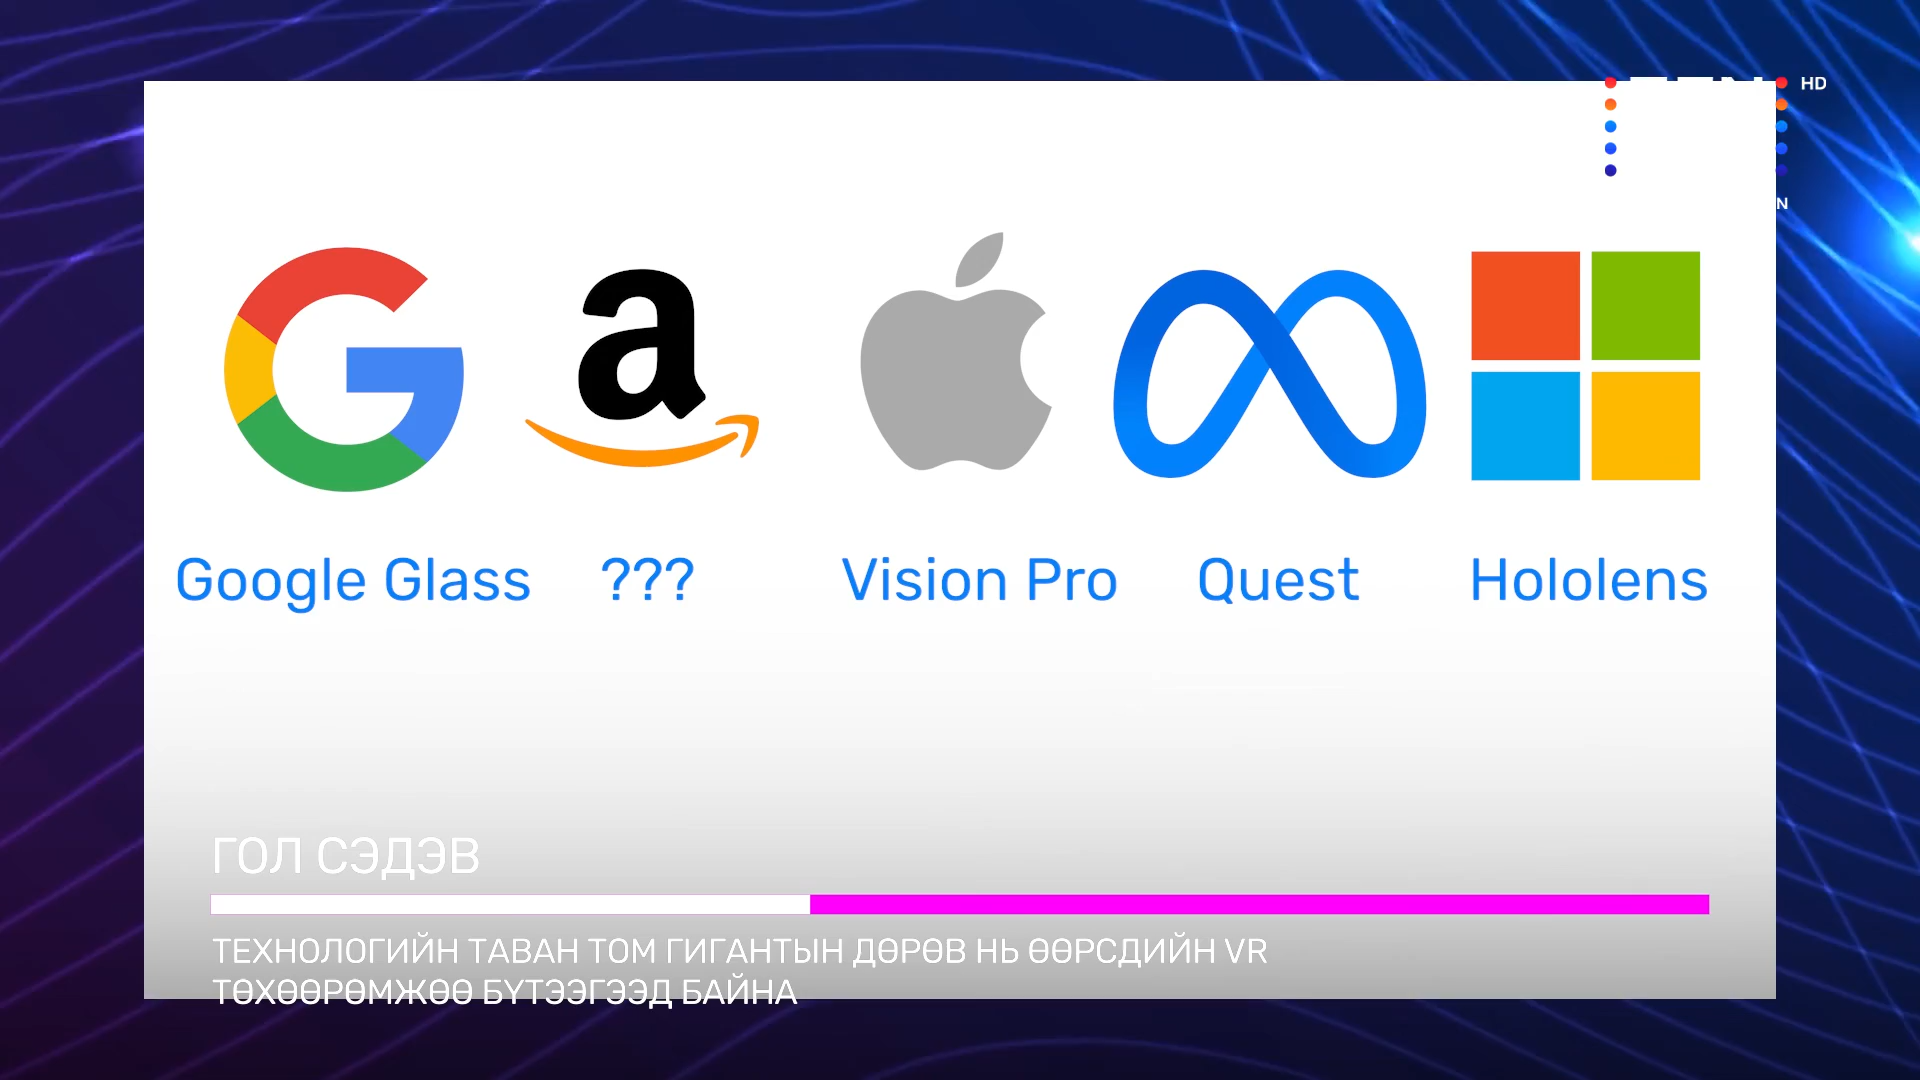 HD
N
a
Google Glass ??? Vision Pro Quest Hololens
ГОЛ СЭДЭВ
ТЕХНОЛОГИЙН ТАВАН ТОМ ГИГАНТЫН ДӨРӨВ НЬ ӨӨРСДИЙН VR
ТӨХӨӨРӨМЖӨӨ БҮТЭЭГЭЭД БАЙНА